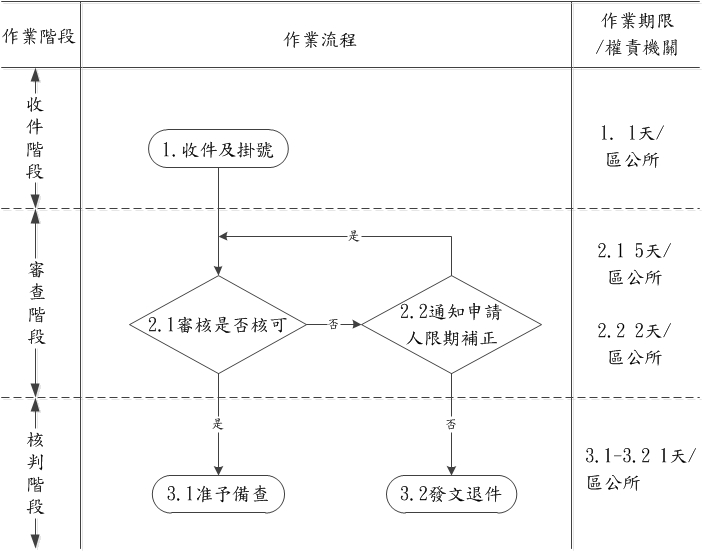 作業階段
作業流程
作業期限
/權責機關
收件階段
1.收件及掛號
1. 1天/
區公所
審查階段
是
2.1審核是否核可
否
2.2通知申請
人限期補正
2.1 5天/
區公所
2.2 2天/
區公所
核判階段
是
否
3.1准予備查
3.2發文退件
3.1-3.2 1天/
區公所